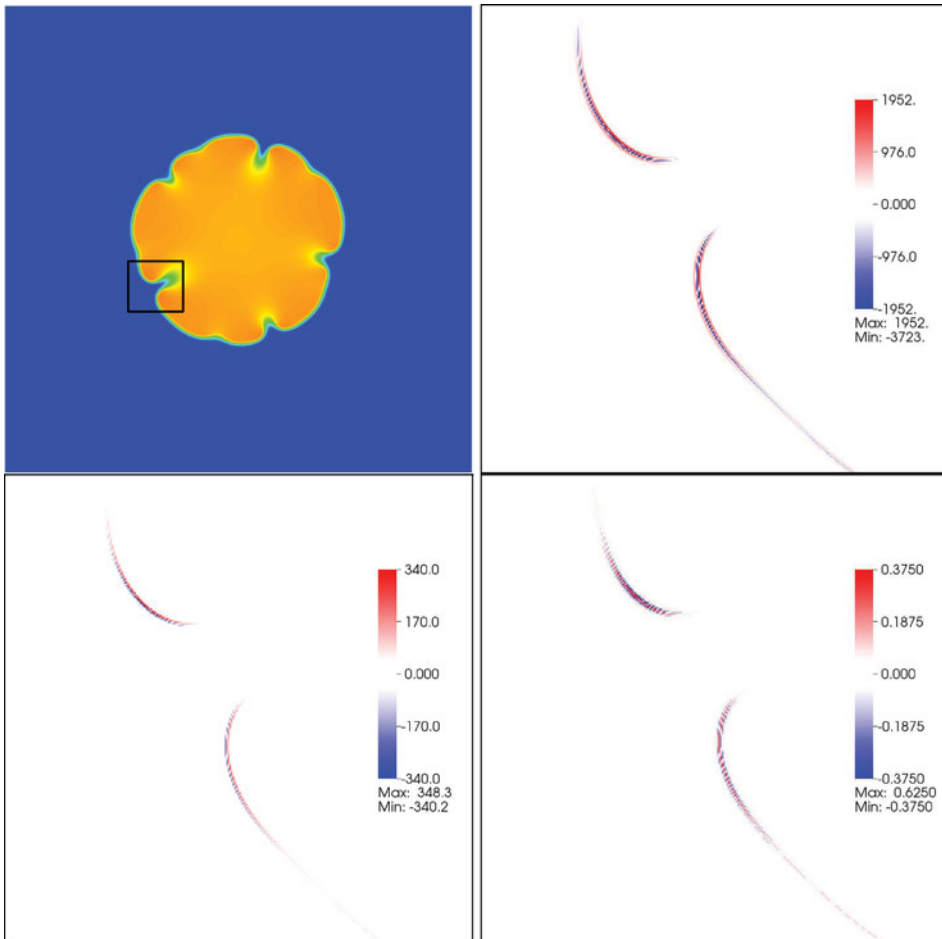 1952.
976.0
0.000
-976.0
-1952.
Max: 1952.
Min: -3723.
340.0
170.0
0.000
-170.0
-340.0
Max: 348.3
Min: -340.2
0.3750
0.1875
0.000
-0.1875
-0.3750
Max: 0.6250
Min: -0.3750